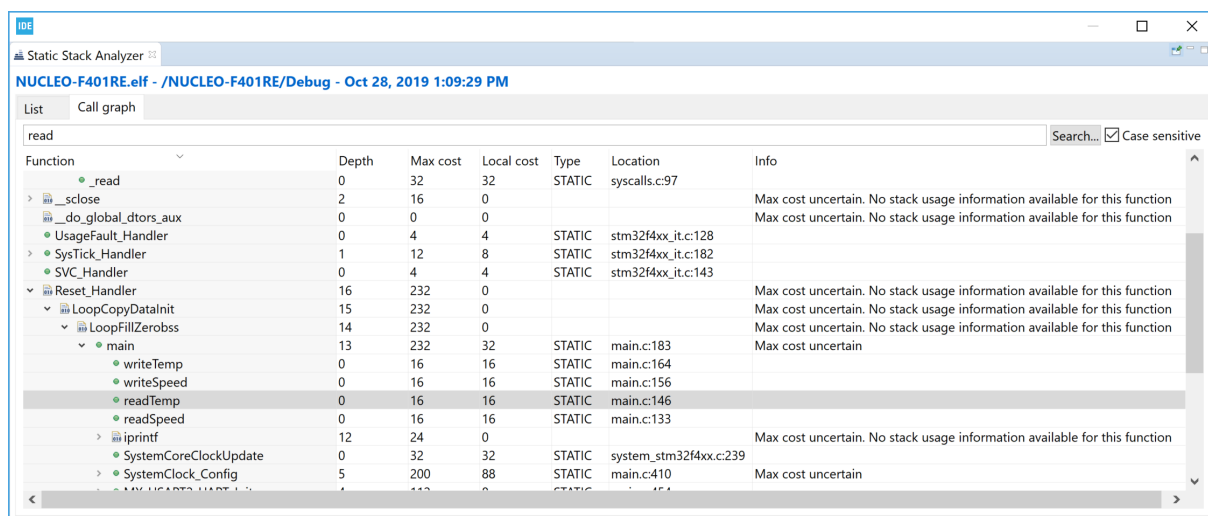 IDE
Static Stack Analyzer
NUCLEO-F401RE.elf - /NUCLEO-F401RE/Debug - Oct 28, 2019 1:09:29 PM
List Call graph
read Search... Case sensitive
Function Depth Max cost Local cost Type Location Info
_read 0 32 32 STATIC syscalls.c:97
__sclose 2 16 0 Max cost uncertain. No stack usage information available for this function
__do_global_dtors_aux 0 0 0 Max cost uncertain. No stack usage information available for this function
UsageFault_Handler 0 4 4 STATIC stm32f4xx_it.c:128
SysTick_Handler 1 12 8 STATIC stm32f4xx_it.c:182
SVC_Handler 0 4 4 STATIC stm32f4xx_it.c:143
Reset_Handler 16 232 0 Max cost uncertain. No stack usage information available for this function
LoopCopyDataInit 15 232 0 Max cost uncertain. No stack usage information available for this function
LoopFillZerobss 14 232 0 Max cost uncertain. No stack usage information available for this function
main 13 232 32 STATIC main.c:183 Max cost uncertain
writeTemp 0 16 16 STATIC main.c:164
writeSpeed 0 16 16 STATIC main.c:156
readTemp 0 16 16 STATIC main.c:146
readSpeed 0 16 16 STATIC main.c:133
iprintf 12 24 0 Max cost uncertain. No stack usage information available for this function
SystemCoreClockUpdate 0 32 32 STATIC system_stm32f4xx.c:239
SystemClock_Config 5 200 88 STATIC main.c:410 Max cost uncertain